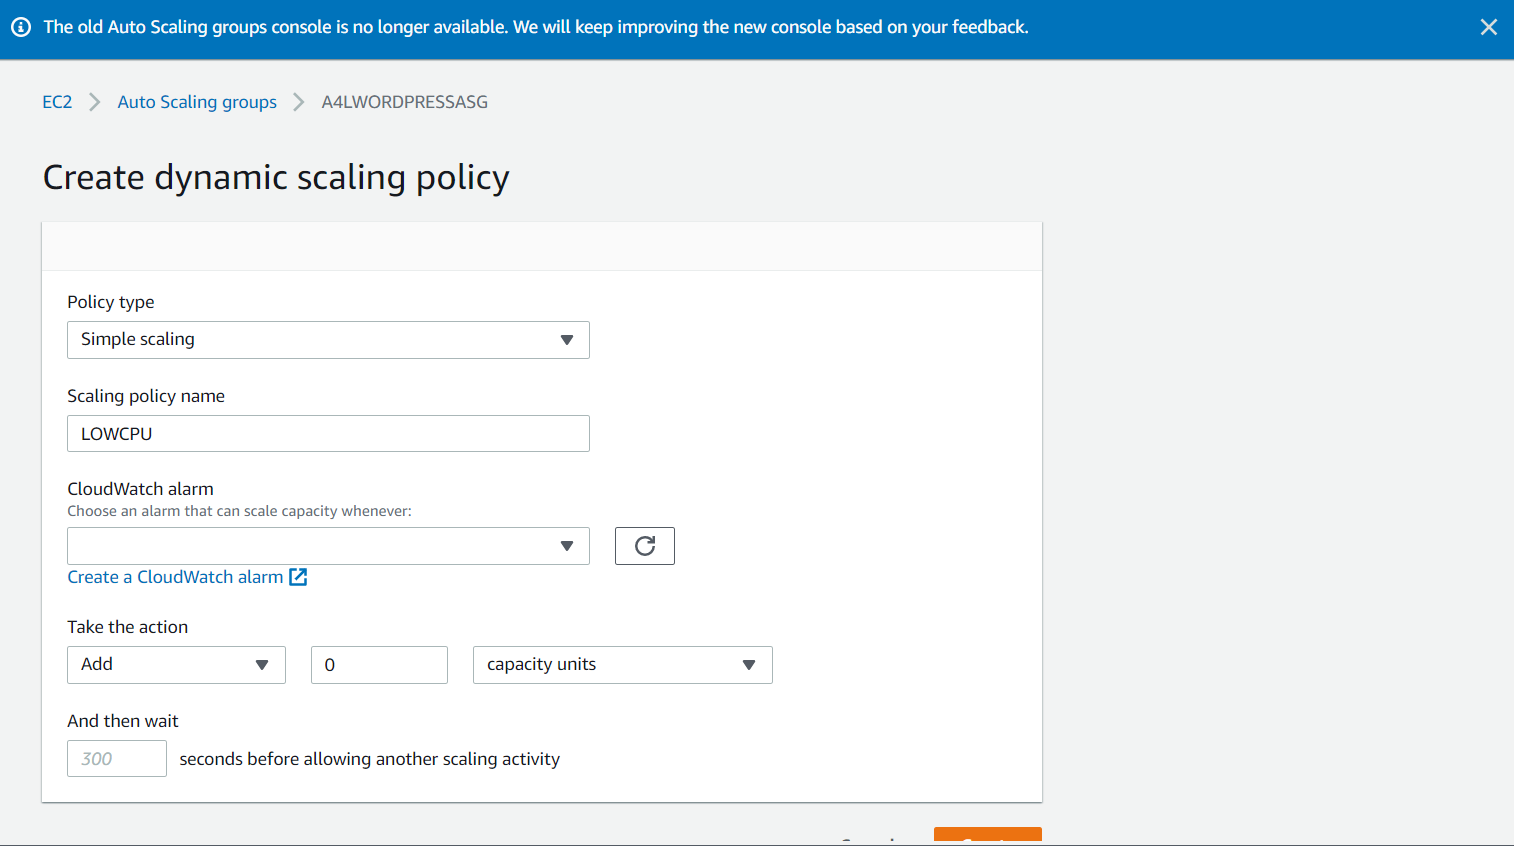 The old Auto Scaling groups console is no longer available. We will keep improving the new console based on your feedback.
EC2 Auto Scaling groups A4LWORDPRESSASG
Create dynamic scaling policy
Policy type
Simple scaling
Scaling policy name
LOWCPU
CloudWatch alarm
Choose an alarm that can scale capacity whenever:
Create a CloudWatch alarm
Take the action
Add 0 capacity units
And then wait
300 seconds before allowing another scaling activity